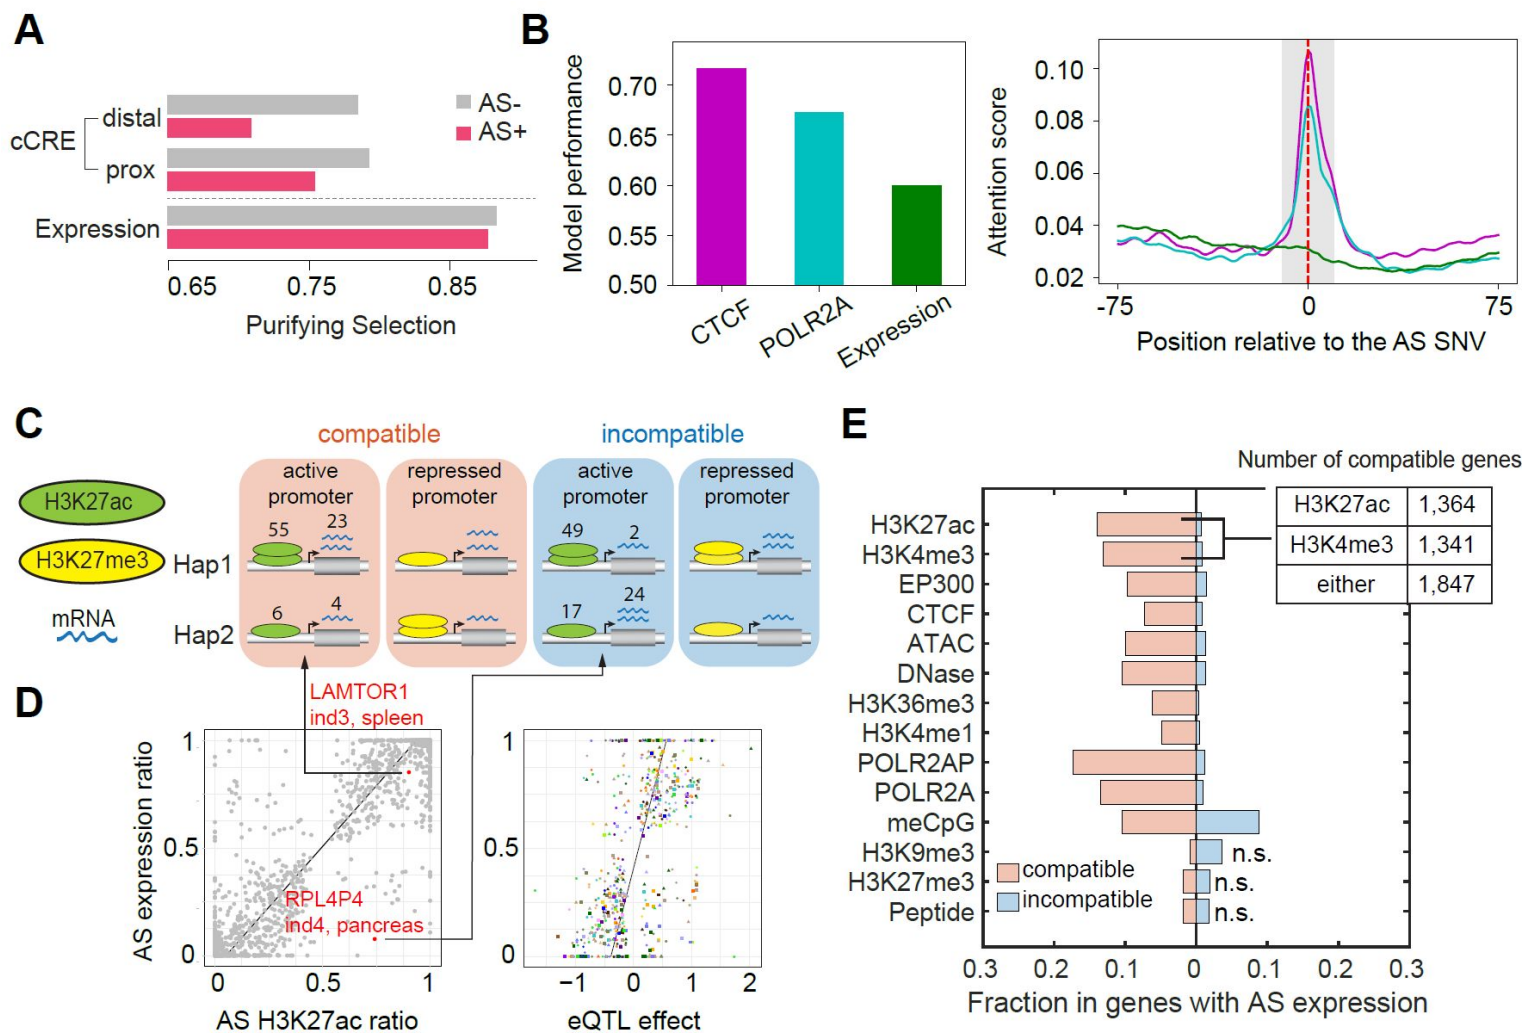 A
distal
cCRE
prox
Expression
AS-
AS+
0.65 0.75 0.85
Purifying Selection
B
Model performance
0.70
0.65
0.60
0.55
0.50
CTCF
POLR2A
Expression
Attention score
0.10
0.08
0.06
0.04
0.02
-75 0 75
Position relative to the AS SNV
C
compatible incompatible
active promoter
repressed promoter
active promoter
repressed promoter
H3K27ac
H3K27me3
mRNA
Hap1
55 23 49 2
Hap2
6 4 17 24
D
LAMTOR1
ind3, spleen
RPL4P4
ind4, pancreas
AS expression ratio
1
0.5
0
0 0.5 1
AS H3K27ac ratio
1
0.5
0
−1 0 1 2
eQTL effect
E
Number of compatible genes
H3K27ac 1,364
H3K4me3 1,341
either 1,847
H3K27ac
H3K4me3
EP300
CTCF
ATAC
DNase
H3K36me3
H3K4me1
POLR2AP
POLR2A
meCpG
H3K9me3 n.s.
H3K27me3 n.s.
Peptide n.s.
compatible
incompatible
0.3 0.2 0.1 0 0.1 0.2 0.3
Fraction in genes with AS expression